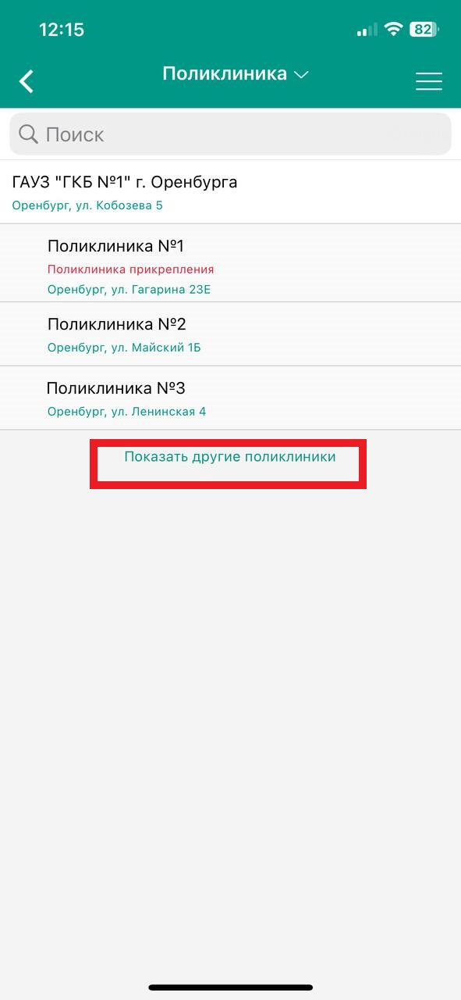 12:15
82
Поликлиника
Поиск
ГАУЗ "ГКБ №1" г. Оренбурга
Оренбург, ул. Кобозева 5
Поликлиника №1
Поликлиника прикрепления
Оренбург, ул. Гагарина 23Е
Поликлиника №2
Оренбург, ул. Майский 1Б
Поликлиника №3
Оренбург, ул. Ленинская 4
Показать другие поликлиники